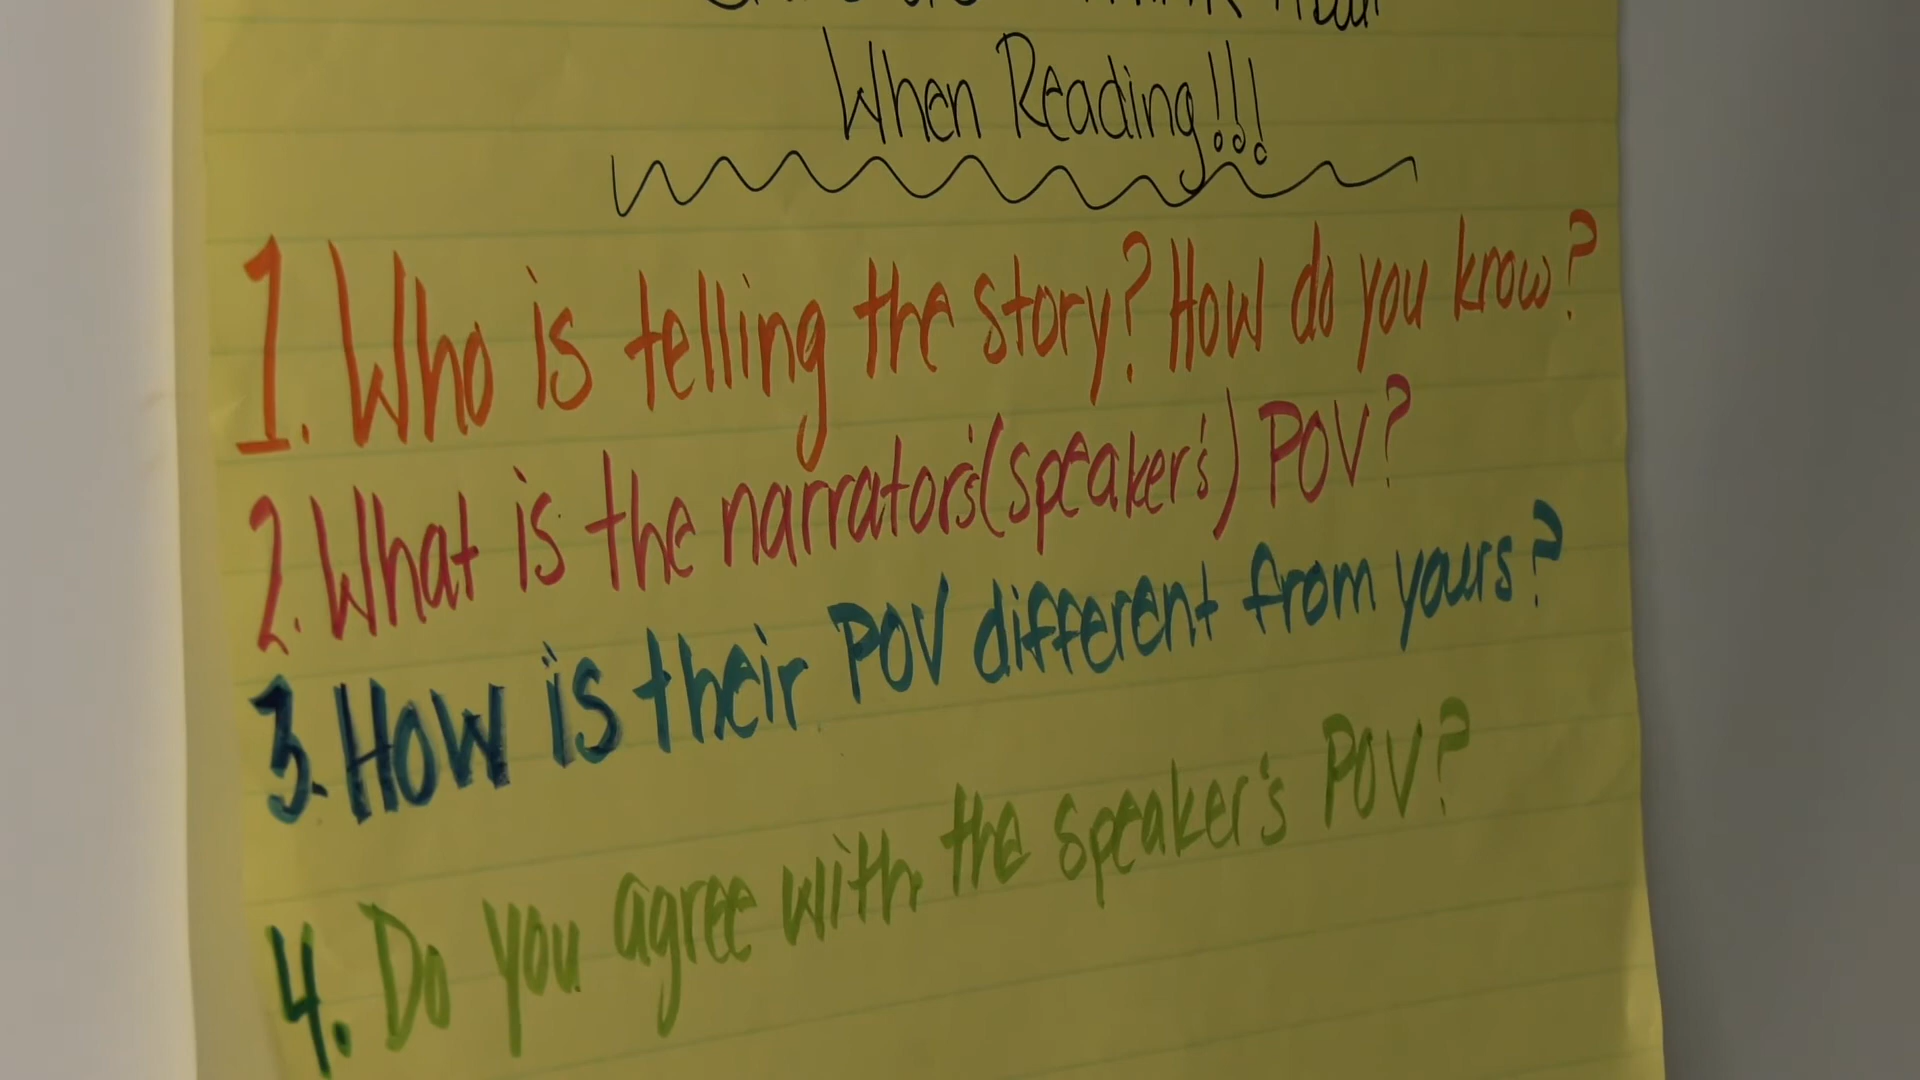 When Reading!!!
1. Who is telling the story? How do you know?
2. What is the narrator's (speaker's) POV?
3. How is their POV different from yours?
4. Do you agree with the speaker's POV?